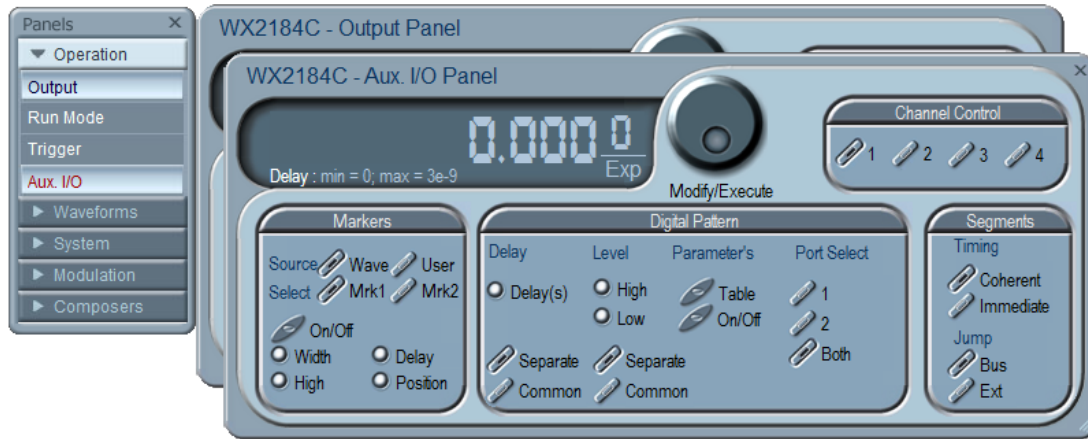 Panels
Operation
Output
Run Mode
Trigger
Aux. I/O
Waveforms
System
Modulation
Composers
WX2184C - Output Panel
WX2184C - Aux. I/O Panel
0.000 0
Exp
Delay : min = 0; max = 3e-9
Modify/Execute
Channel Control
1 2 3 4
Markers
Source Wave User
Select Mrk1 Mrk2
On/Off
Width Delay
High Position
Digital Pattern
Delay Level Parameter's Port Select
Delay(s) High Table 1
Low On/Off 2
Separate Separate Both
Common Common
Segments
Timing
Coherent
Immediate
Jump
Bus
Ext